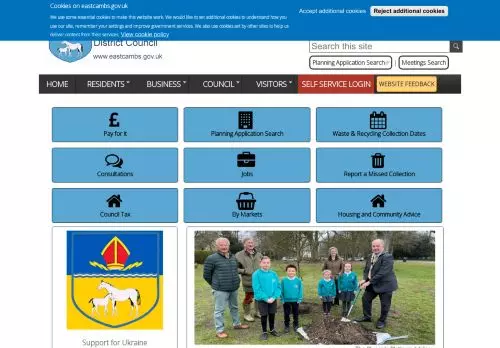 Cookies on eastcambs.gov.uk
We use some essential cookies to make this website work. We would like to set additional cookies to understand how you
use our site, remember your settings and improve government services. We also use cookies set by other sites to help us
deliver content from their services. View cookie policy
Accept additional cookies
Reject additional cookies
District Council
www.eastcambs.gov.uk
Search this site
Planning Application Search
|
Meetings Search
HOME
RESIDENTS
BUSINESS
COUNCIL
VISITORS
SELF SERVICE LOGIN
WEBSITE FEEDBACK
Pay for It
Planning Application Search
Waste & Recycling Collection Dates
Consultations
Jobs
Report a Missed Collection
Council Tax
Ely Markets
Housing and Community Advice
Support for Ukraine